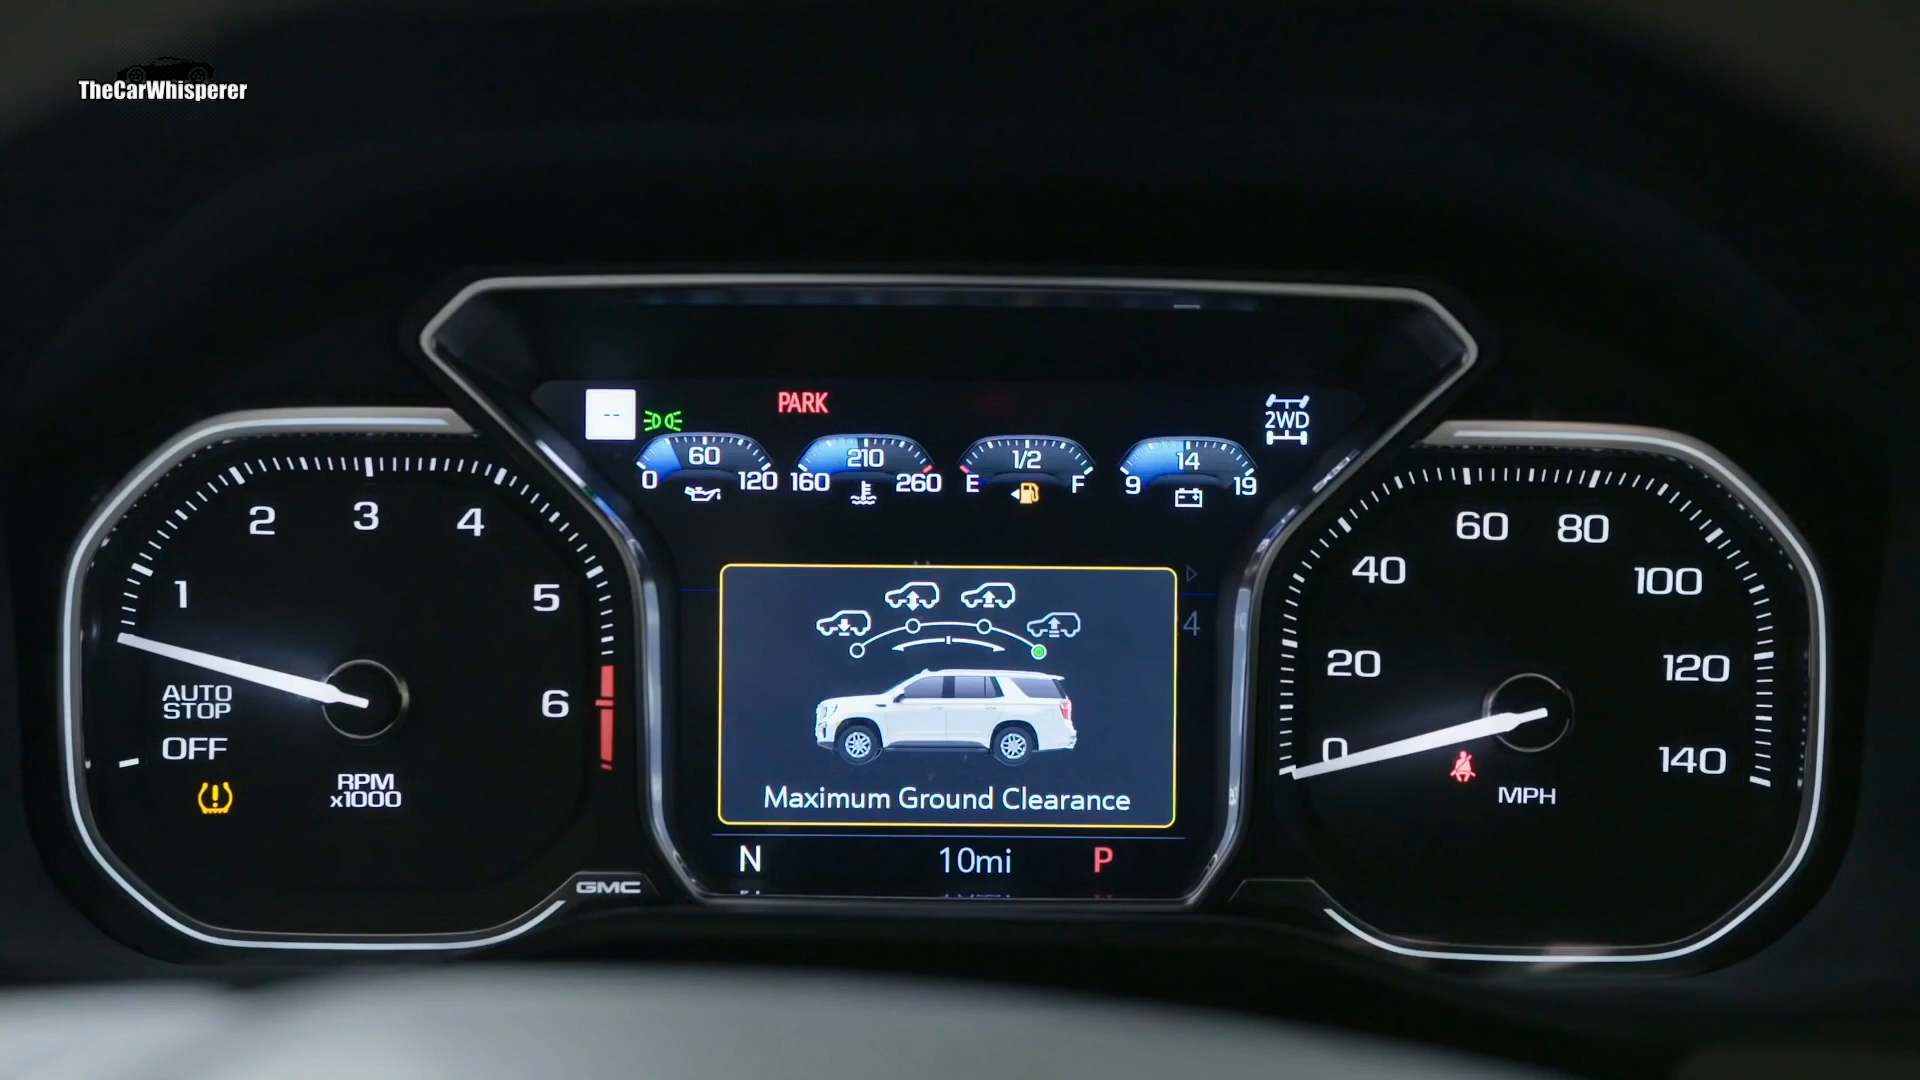 TheCarWhisperer
PARK
2WD
--
60
0 120
210
160 260
1/2
E F
14
9 19
1
2
3
4
5
6
AUTO
STOP
OFF
RPM
x1000
GMC
4
Maximum Ground Clearance
N 10mi P
0
20
40
60
80
100
120
140
MPH